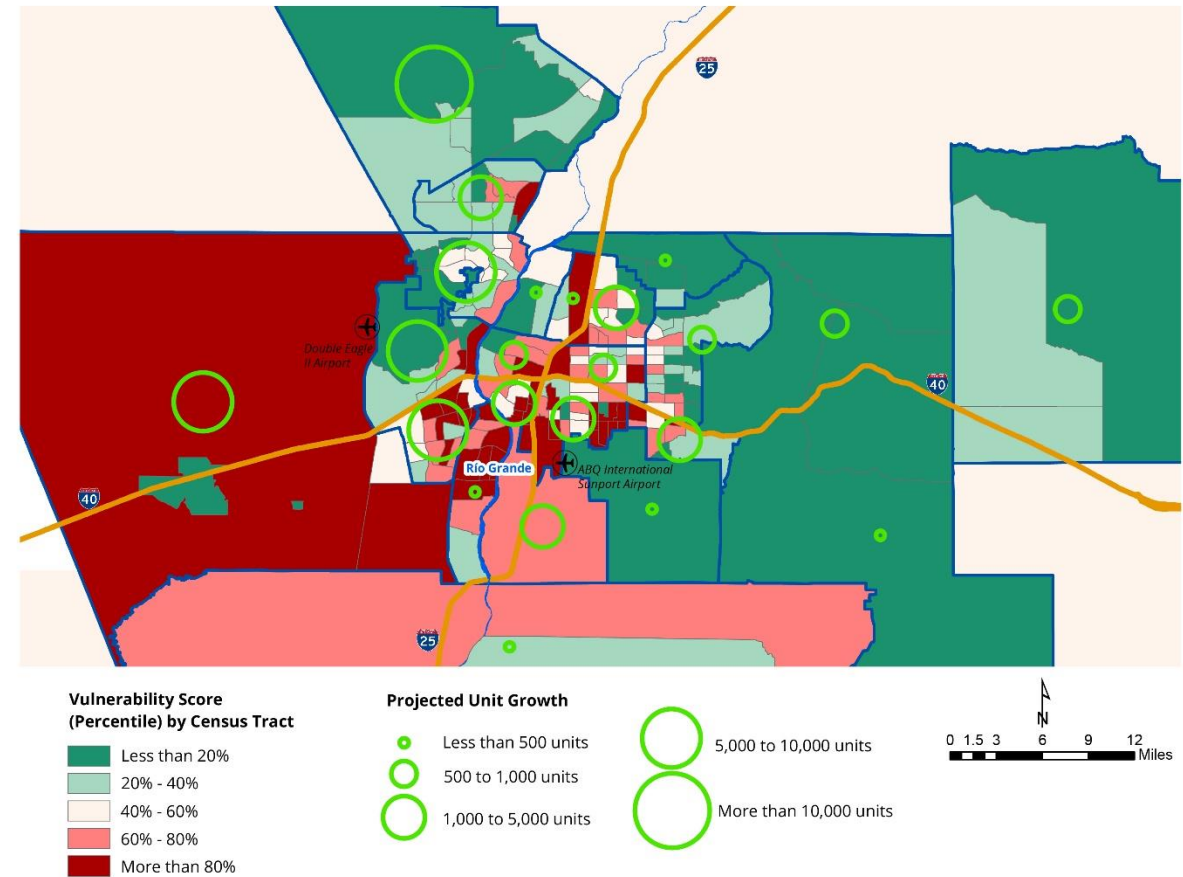 25
Double Eagle
II Airport
40
Río Grande
ABQ International
Sunport Airport
40
25
Vulnerability Score
(Percentile) by Census Tract
Less than 20%
20% - 40%
40% - 60%
60% - 80%
More than 80%
Projected Unit Growth
Less than 500 units
500 to 1,000 units
1,000 to 5,000 units
5,000 to 10,000 units
More than 10,000 units
N
0 1.5 3 6 9 12
Miles